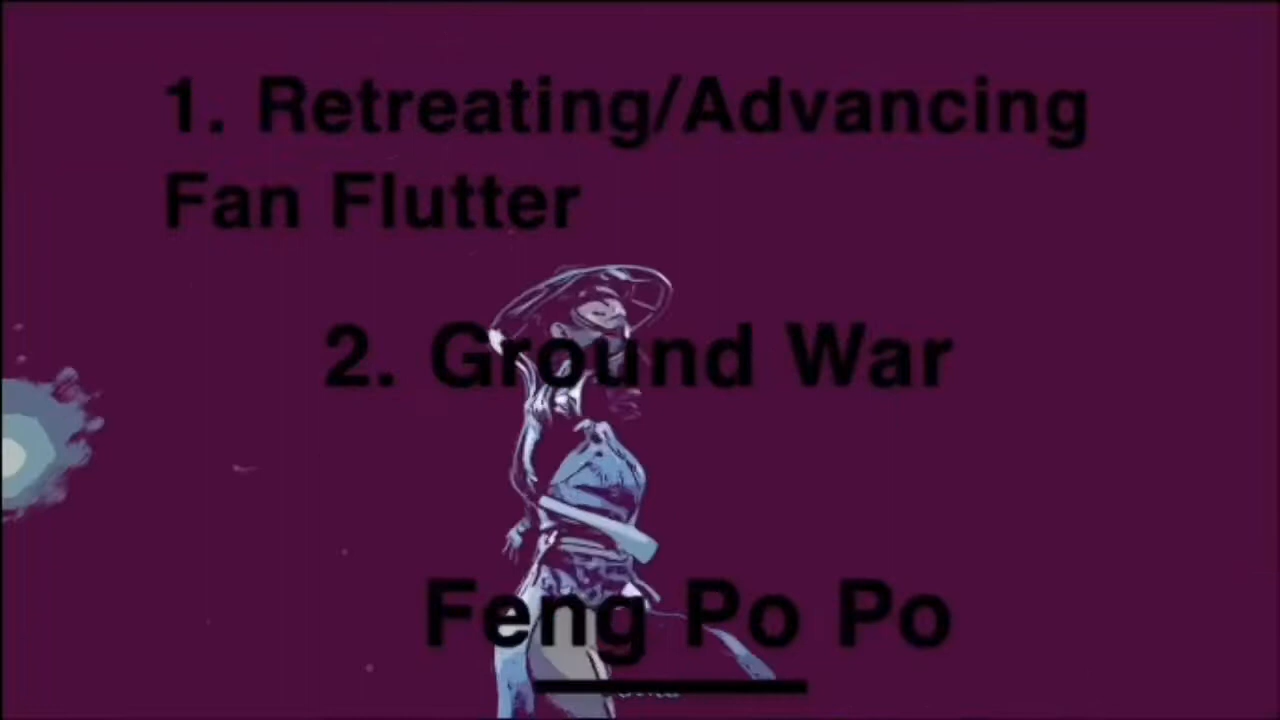 1. Retreating/Advancing
Fan Flutter
2. Ground War
Feng Po Po